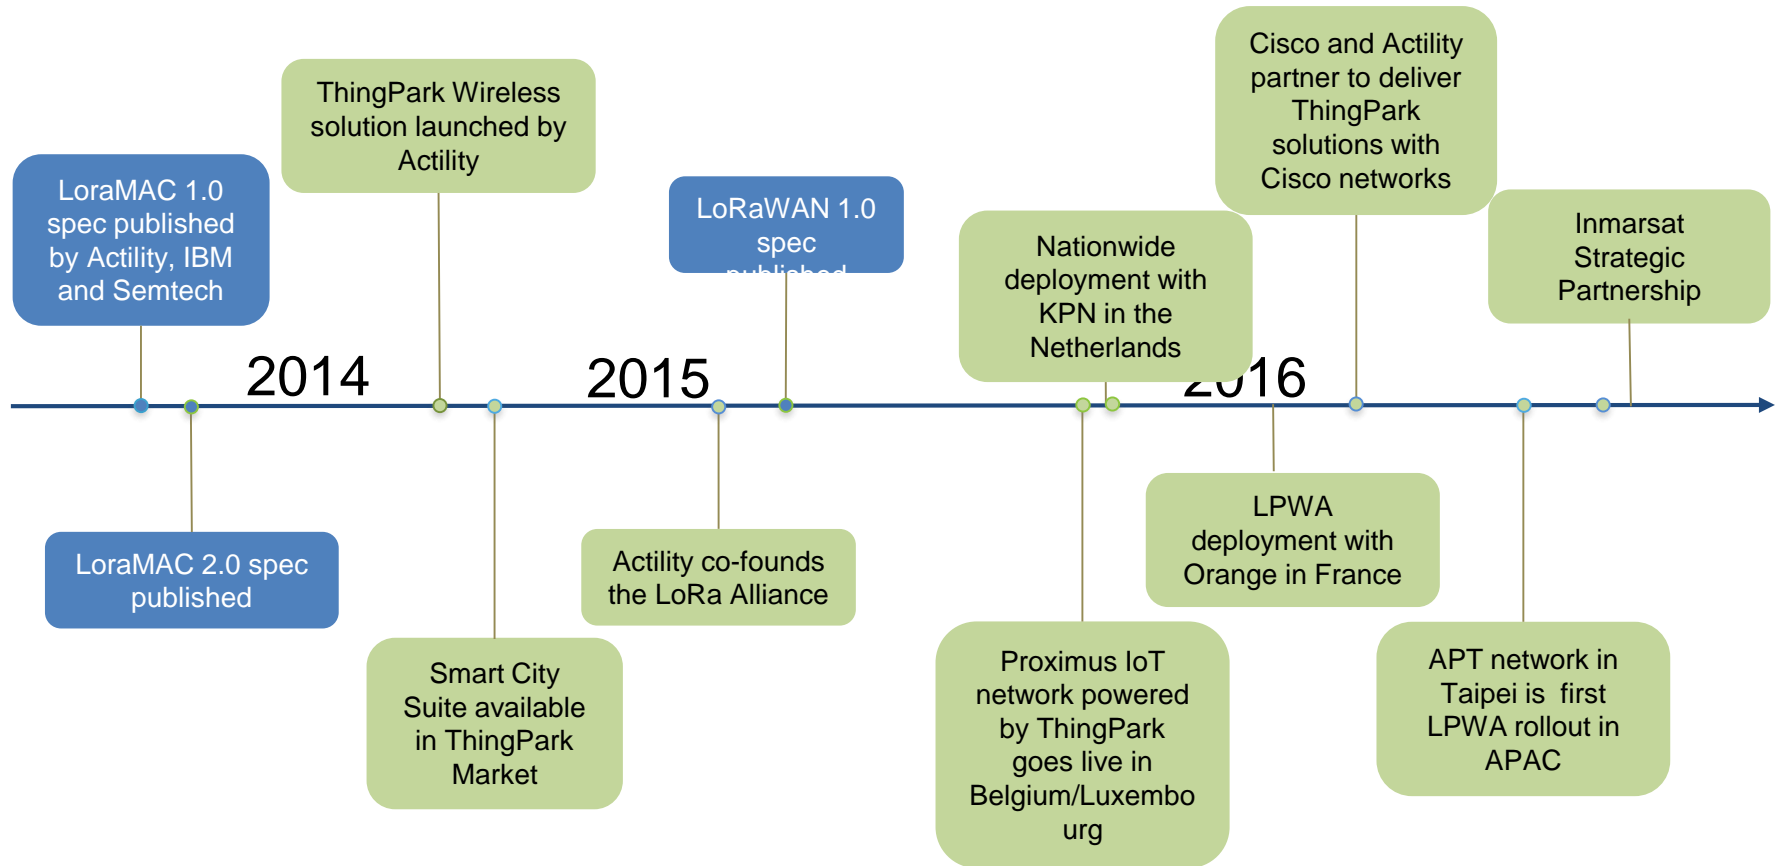 Cisco and Actility
partner to deliver
ThingPark
solutions with
Cisco networks
ThingPark Wireless
solution launched by
Actility
LoraMAC 1.0
spec published
by Actility, IBM
and Semtech
LoRaWAN 1.0
spec
published
Nationwide
deployment with
KPN in the
Netherlands
Inmarsat
Strategic
Partnership
2014
2015
2016
LoraMAC 2.0 spec
published
Actility co-founds
the LoRa Alliance
LPWA
deployment with
Orange in France
Smart City
Suite available
in ThingPark
Market
Proximus IoT
network powered
by ThingPark
goes live in
Belgium/Luxembo
urg
APT network in
Taipei is  first
LPWA rollout in
APAC